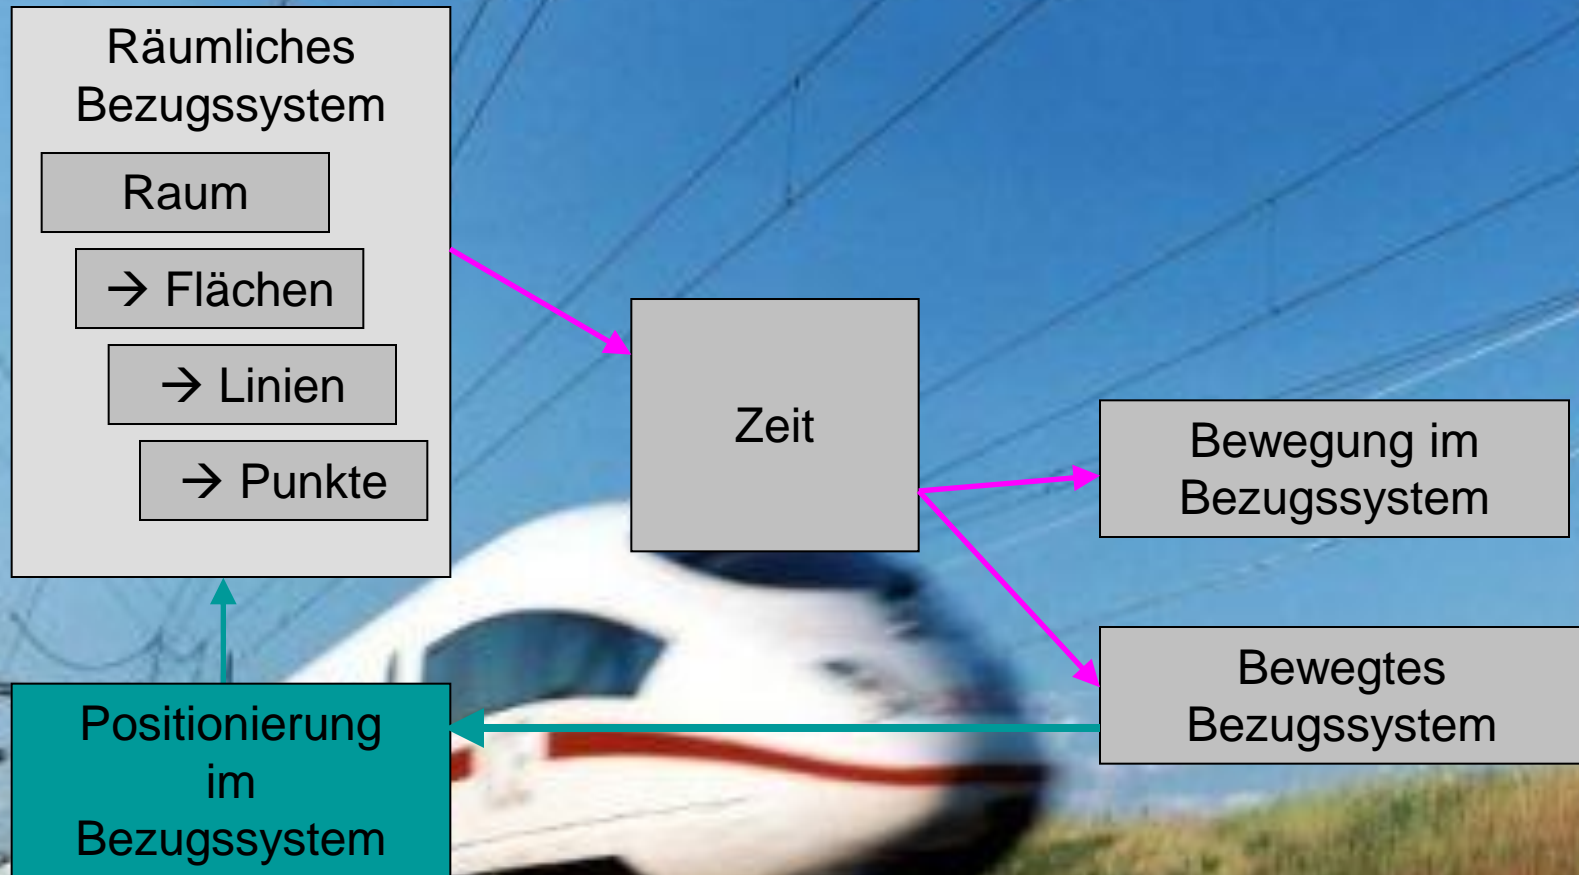 Räumliches
Bezugssystem
Raum
→ Flächen
→ Linien
→ Punkte
Zeit
Bewegung im
Bezugssystem
Bewegtes
Bezugssystem
Positionierung
im
Bezugssystem